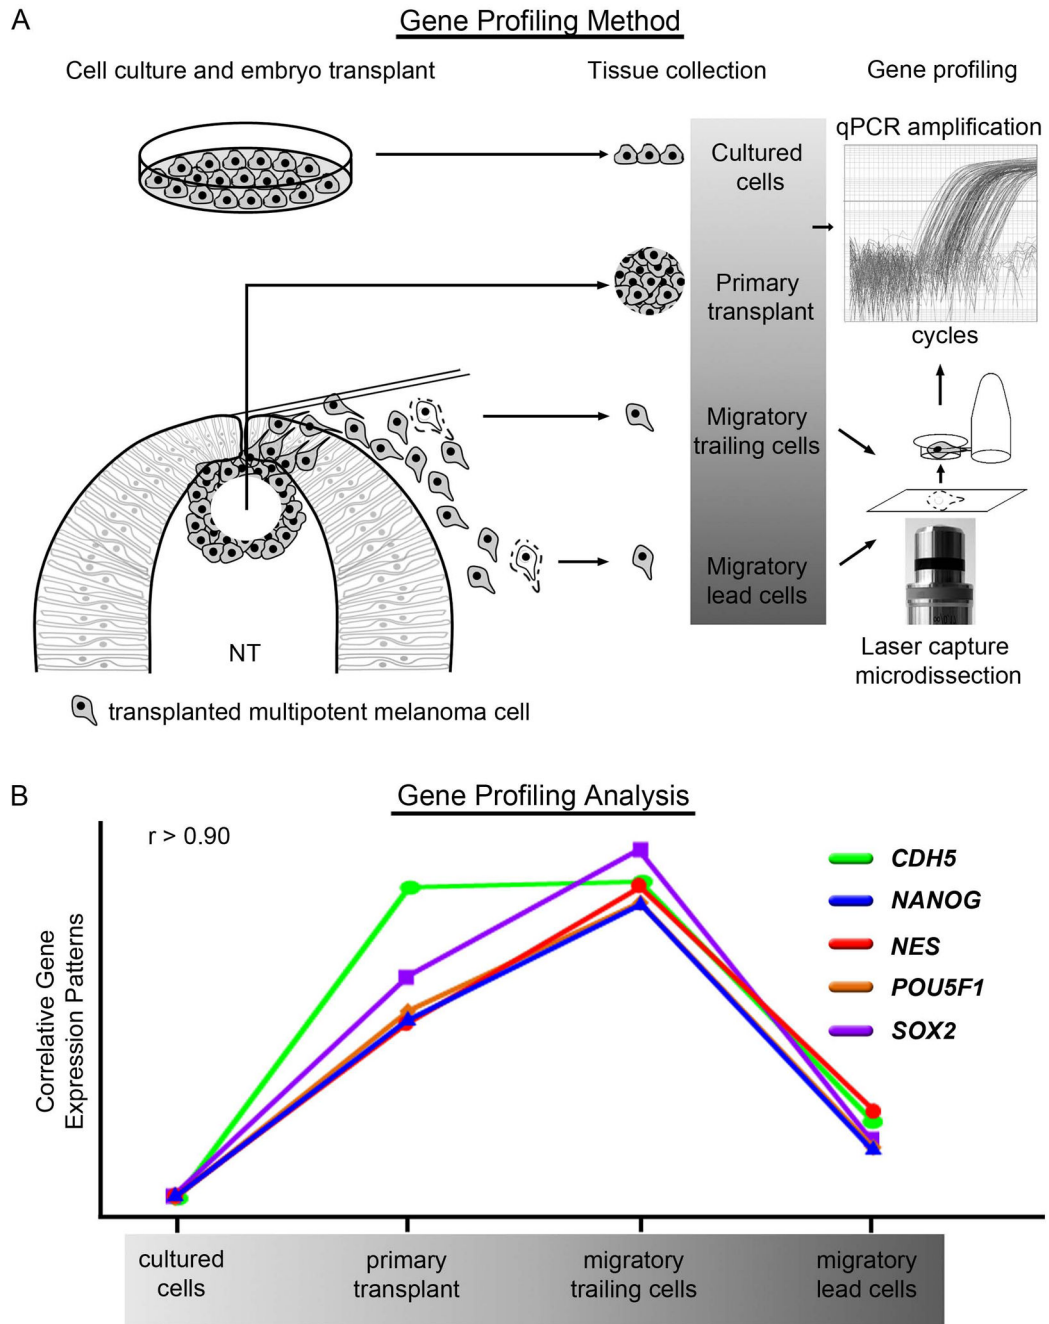 A
Gene Profiling Method
Cell culture and embryo transplant
Tissue collection
Gene profiling
qPCR amplification
Cultured
cells
Primary
transplant
cycles
Migratory
trailing cells
Migratory
lead cells
NT
Laser capture
microdissection
transplanted multipotent melanoma cell
B
Gene Profiling Analysis
r > 0.90
CDH5
NANOG
NES
POU5F1
SOX2
Correlative Gene
Expression Patterns
cultured
cells
primary
transplant
migratory
trailing cells
migratory
lead cells